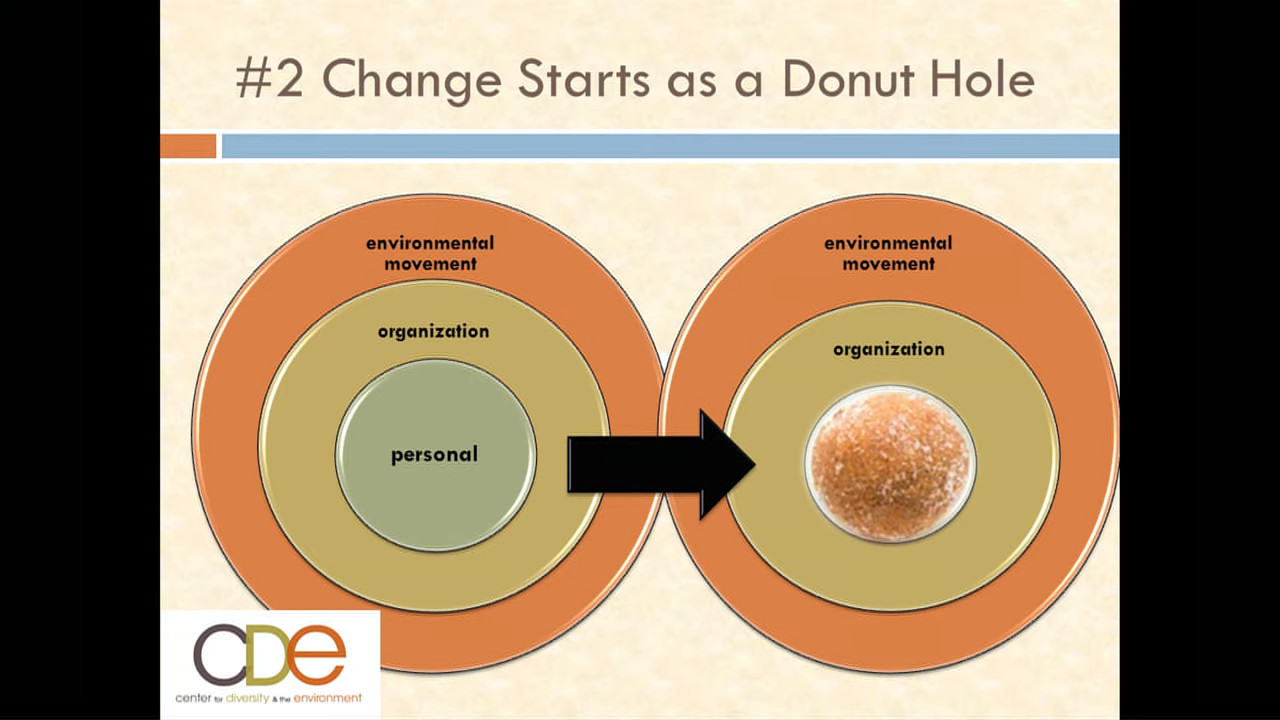 #2 Change Starts as a Donut Hole
environmental
movement
organization
personal
environmental
movement
organization
CDe
center for diversity & the environment